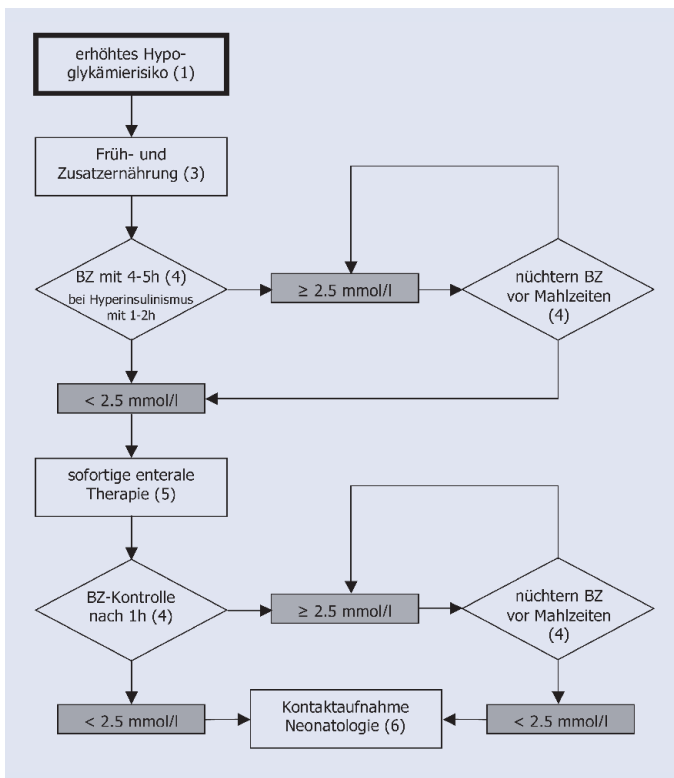 erhöhtes Hypo-
glykämierisiko (1)
Früh- und
Zusatzernährung (3)
BZ mit 4-5h (4)
bei Hyperinsulinismus
mit 1-2h
≥ 2.5 mmol/l
nüchtern BZ
vor Mahlzeiten
(4)
< 2.5 mmol/l
sofortige enterale
Therapie (5)
BZ-Kontrolle
nach 1h (4)
≥ 2.5 mmol/l
nüchtern BZ
vor Mahlzeiten
(4)
< 2.5 mmol/l
Kontaktaufnahme
Neonatologie (6)
< 2.5 mmol/l